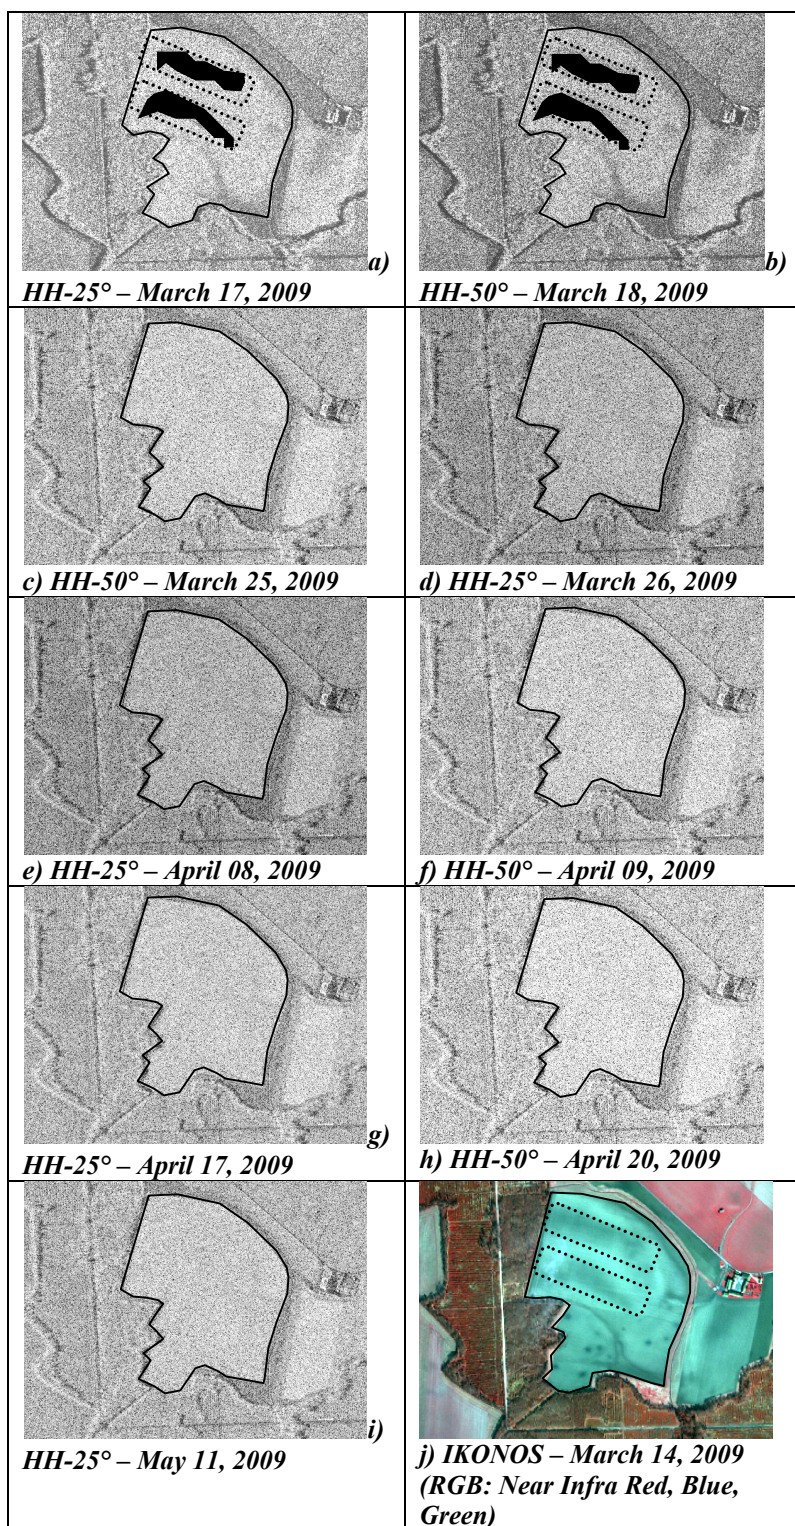 a)
HH-25° – March 17, 2009
b)
HH-50° – March 18, 2009
c) HH-50° – March 25, 2009
d) HH-25° – March 26, 2009
e) HH-25° – April 08, 2009
f) HH-50° – April 09, 2009
g)
HH-25° – April 17, 2009
h) HH-50° – April 20, 2009
i)
HH-25° – May 11, 2009
j) IKONOS – March 14, 2009
(RGB: Near Infra Red, Blue,
Green)